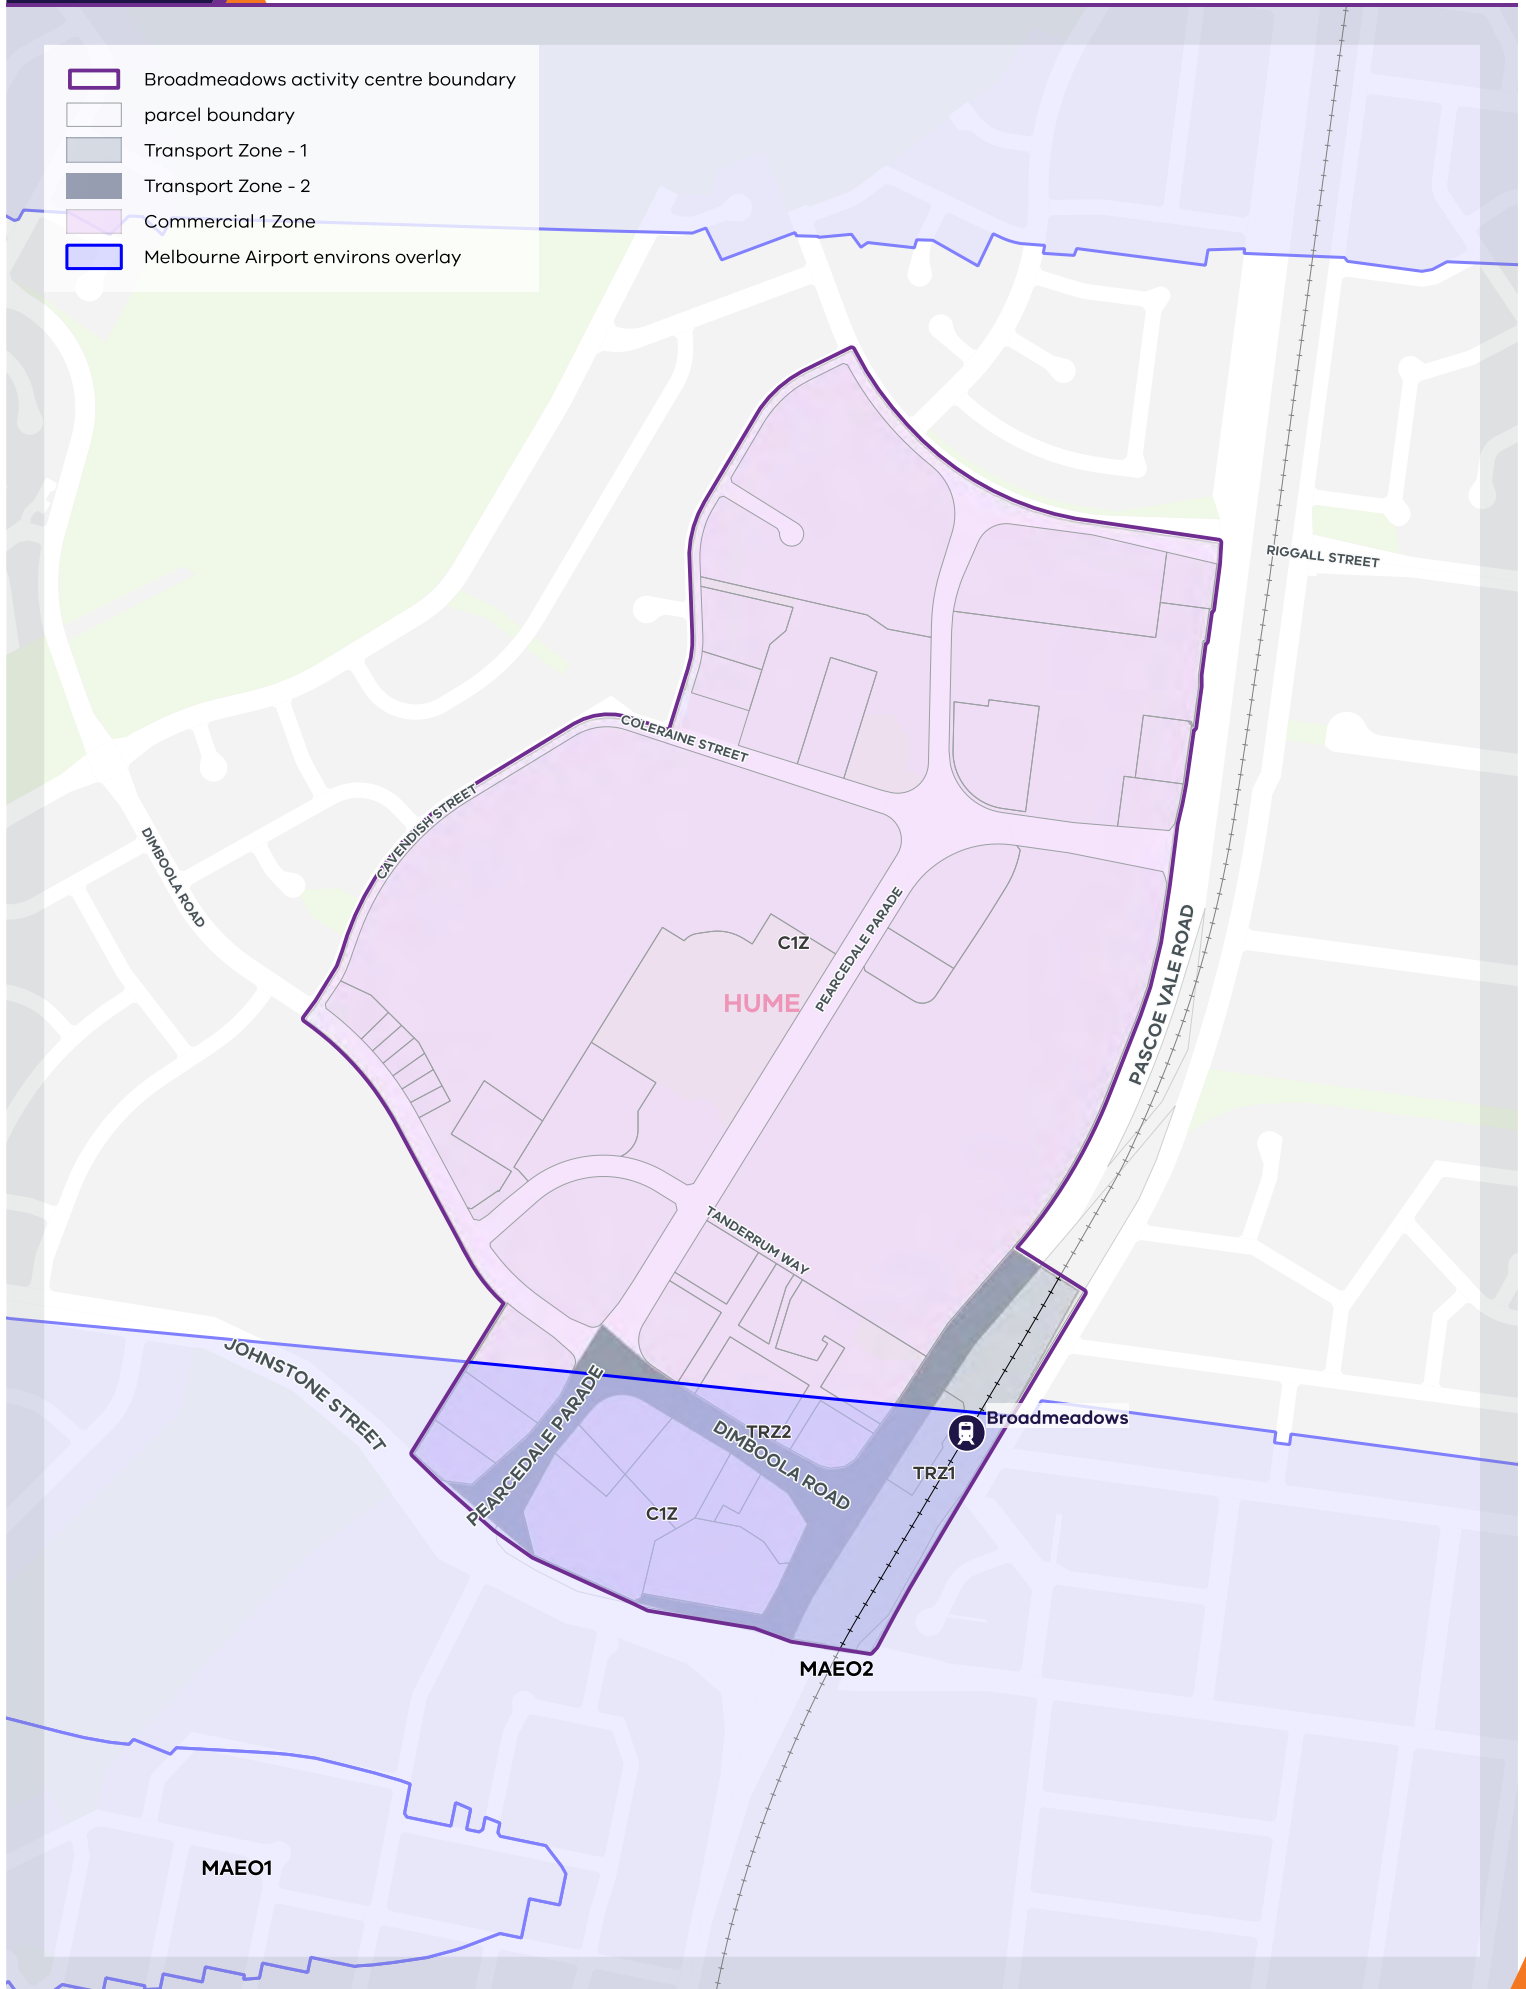 Broadmeadows activity centre boundary
parcel boundary
Transport Zone - 1
Transport Zone - 2
Commercial 1 Zone
Melbourne Airport environs overlay
RIGGALL STREET
COLERAINE STREET
CAVENDISH STREET
DIMBOOLA ROAD
PEARCEDALE PARADE
C1Z
HUME
PASCOE VALE ROAD
TANDERRUM WAY
JOHNSTONE STREET
PEARCEDALE PARADE
TRZ2
DIMBOOLA ROAD
Broadmeadows
TRZ1
C1Z
MAEO2
MAEO1